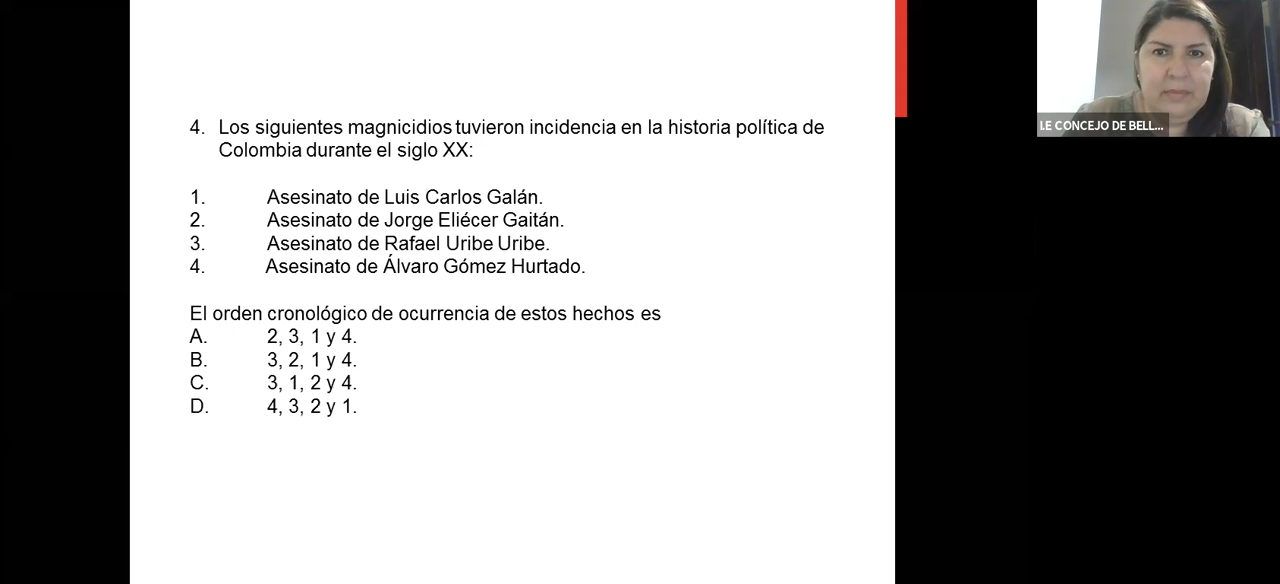 4. Los siguientes magnicidios tuvieron incidencia en la historia política de
Colombia durante el siglo XX:
1. Asesinato de Luis Carlos Galán.
2. Asesinato de Jorge Eliécer Gaitán.
3. Asesinato de Rafael Uribe Uribe.
4. Asesinato de Álvaro Gómez Hurtado.
El orden cronológico de ocurrencia de estos hechos es
A. 2, 3, 1 y 4.
B. 3, 2, 1 y 4.
C. 3, 1, 2 y 4.
D. 4, 3, 2 y 1.
I.E CONCEJO DE BELL...